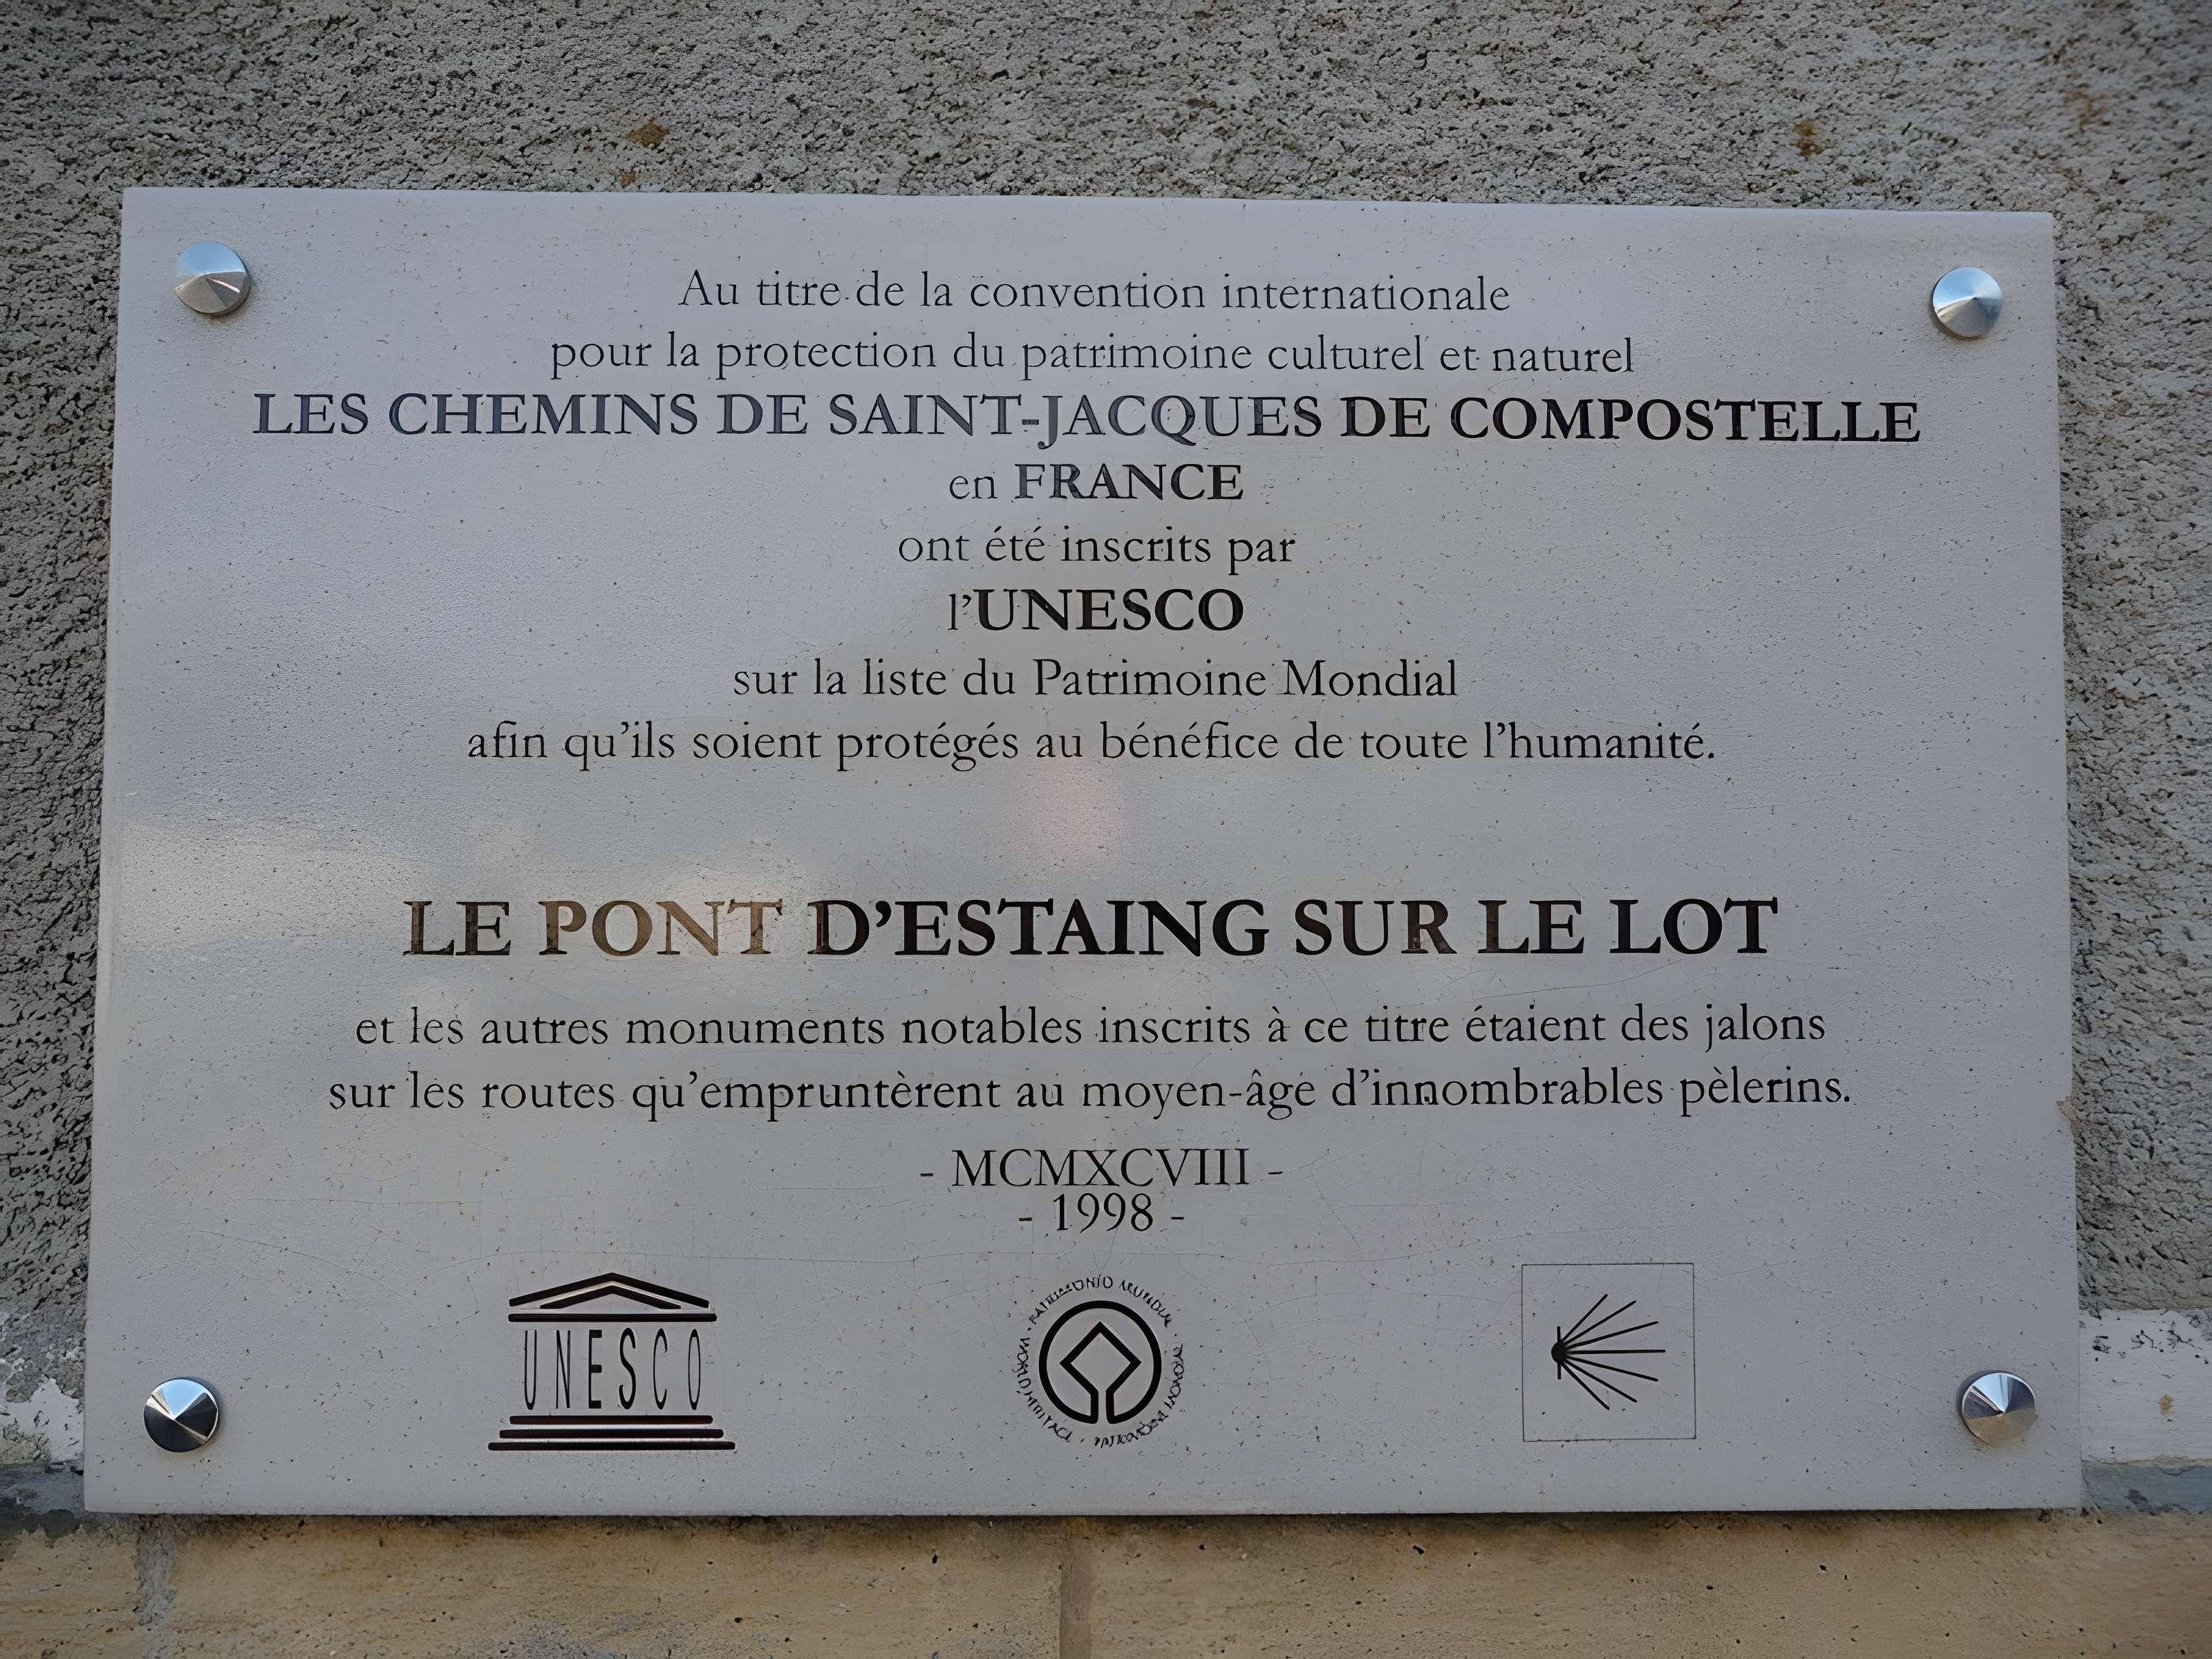 Au titre de la convention internationale
pour la protection du patrimoine culturel et naturel
LES CHEMINS DE SAINT-JACQUES DE COMPOSTELLE
en FRANCE
ont été inscrits par
l'UNESCO
sur la liste du Patrimoine Mondial
afin qu'ils soient protégés au bénéfice de toute l'humanité.
LE PONT D'ESTAING SUR LE LOT
et les autres monuments notables inscrits à ce titre étaient des jalons
sur les routes qu'empruntèrent au moyen-âge d'innombrables pèlerins.
- MCMXCVIII -
- 1998 -
UNESCO